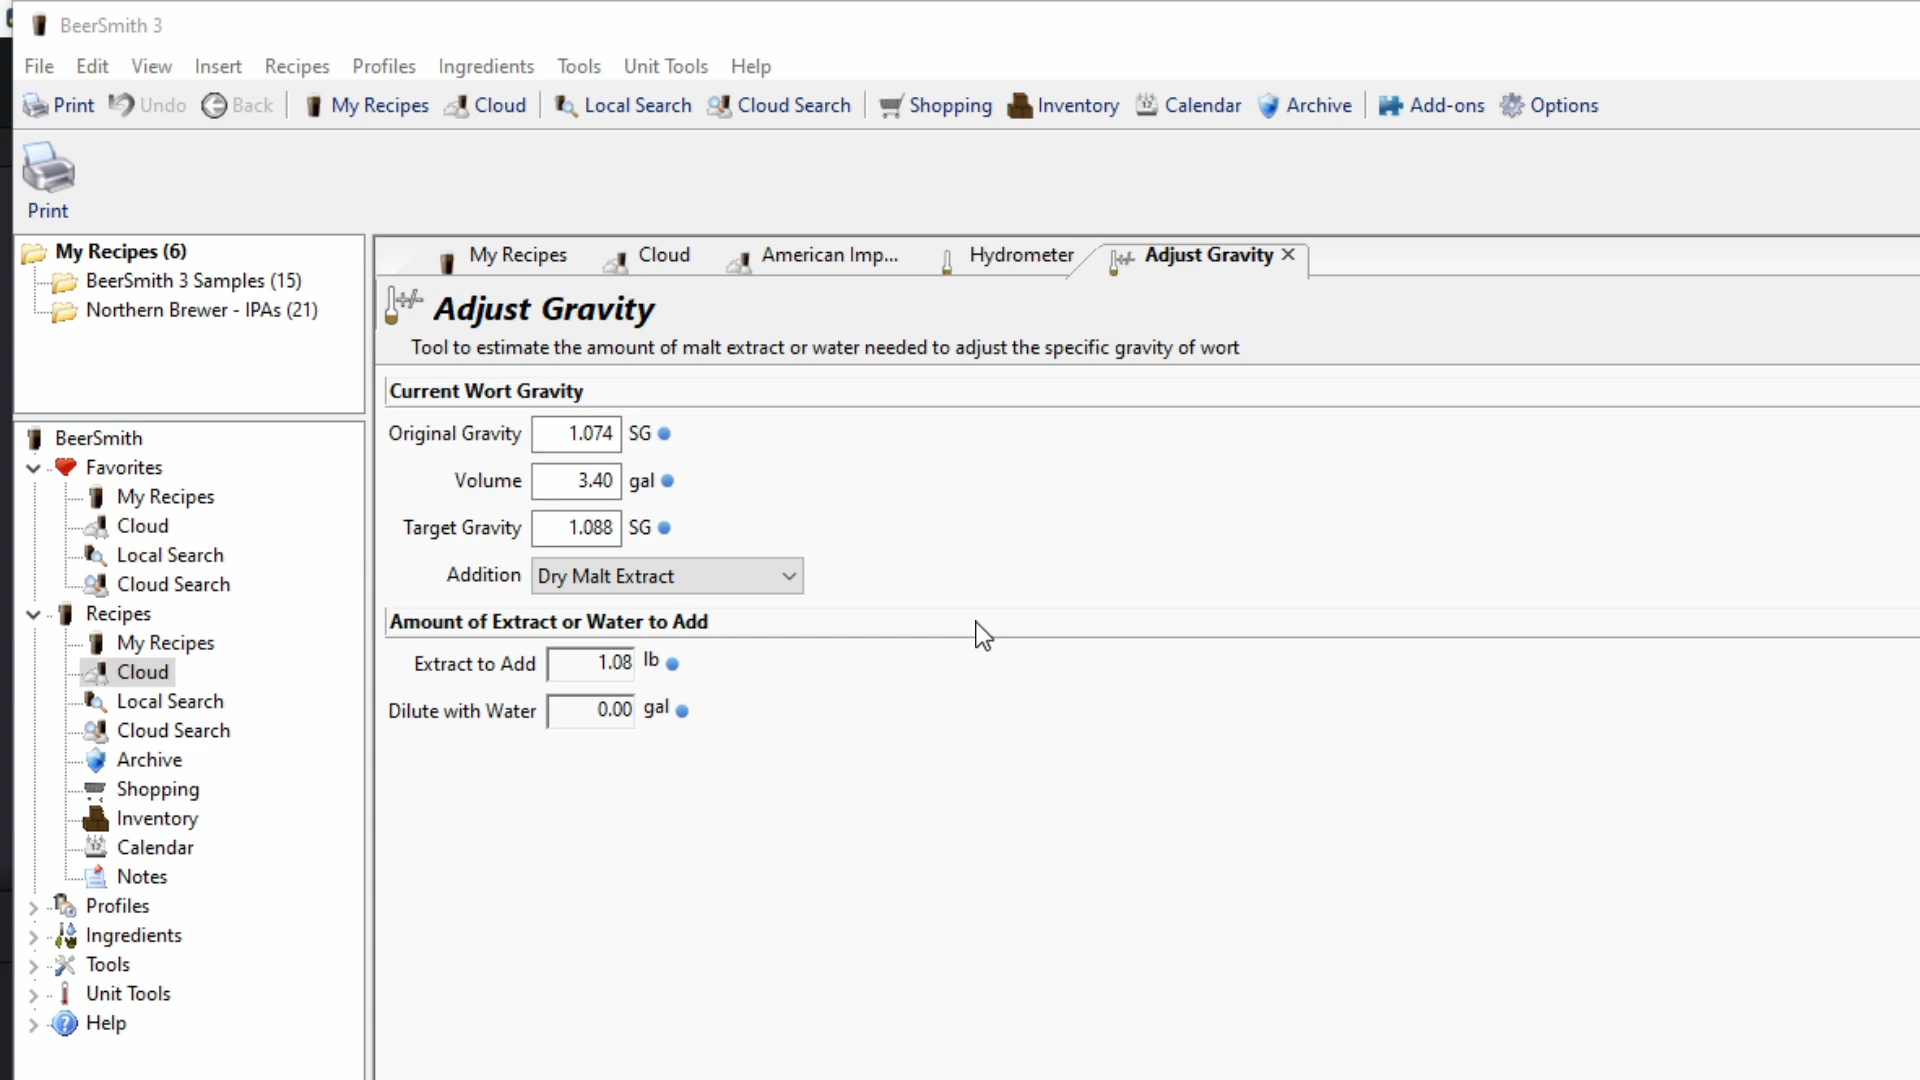 BeerSmith 3
File Edit View Insert Recipes Profiles Ingredients Tools Unit Tools Help
Print Undo Back My Recipes Cloud Local Search Cloud Search Shopping Inventory Calendar Archive Add-ons Options
Print
My Recipes (6)
BeerSmith 3 Samples (15)
Northern Brewer - IPAs (21)
BeerSmith
Favorites
My Recipes
Cloud
Local Search
Cloud Search
Recipes
My Recipes
Cloud
Local Search
Cloud Search
Archive
Shopping
Inventory
Calendar
Notes
Profiles
Ingredients
Tools
Unit Tools
Help
My Recipes Cloud American Imp... Hydrometer Adjust Gravity
Adjust Gravity
Tool to estimate the amount of malt extract or water needed to adjust the specific gravity of wort
Current Wort Gravity
Original Gravity 1.074 SG
Volume 3.40 gal
Target Gravity 1.088 SG
Addition Dry Malt Extract
Amount of Extract or Water to Add
Extract to Add 1.08 lb
Dilute with Water 0.00 gal